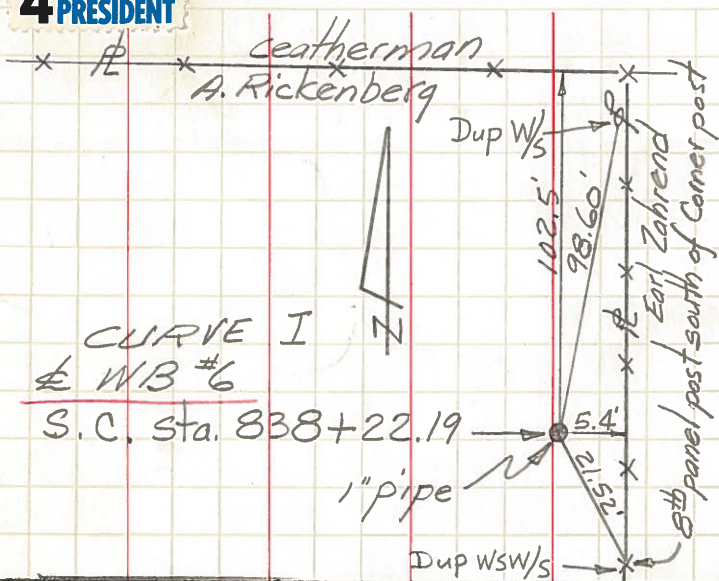 4 PRESIDENT
Ceatherman
℄
A. Rickenberg
Dup W/S
102.5'
98.60'
Earl Zahrend
℄
8th panel post south of Corner post
N
CURVE I
℄ WB #6
S.C. Sta. 838+22.19
5.4'
1" pipe
21.52'
Dup WSW/S